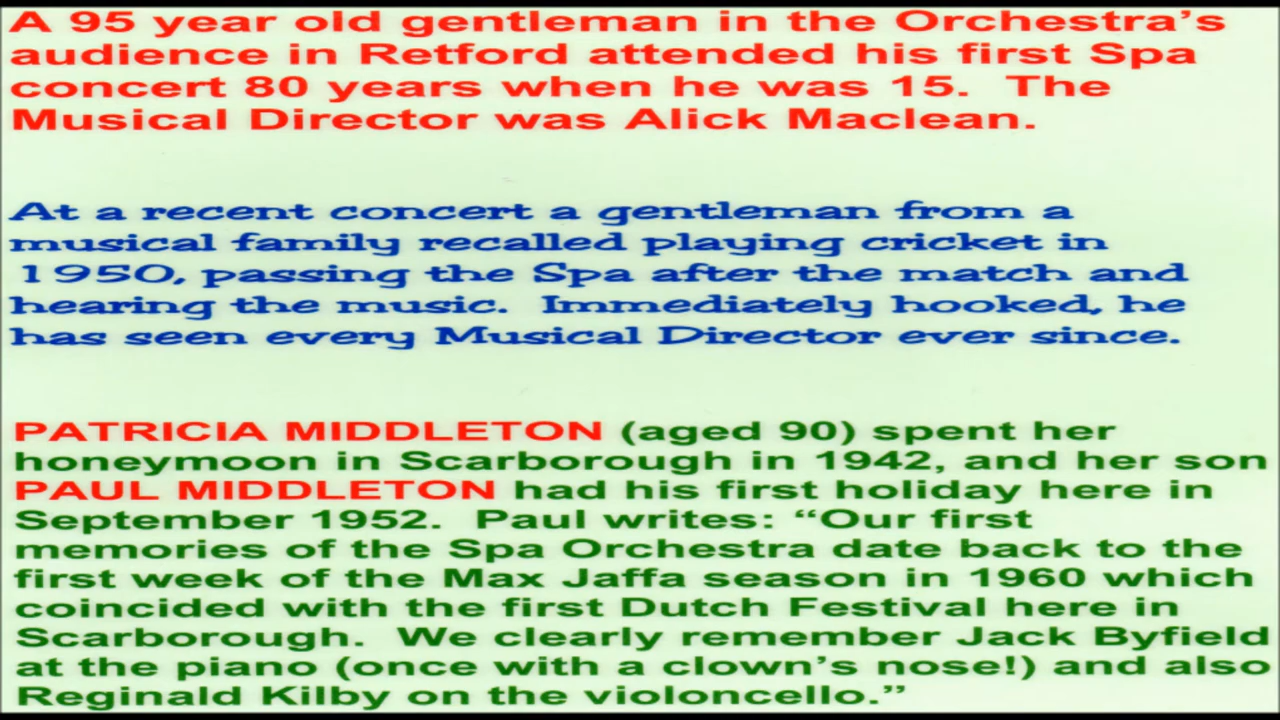 A 95 year old gentleman in the Orchestra’s
audience in Retford attended his first Spa
concert 80 years when he was 15.  The
Musical Director was Alick Maclean.
At a recent concert a gentleman from a
musical family recalled playing cricket in
1950, passing the Spa after the match and
hearing the music.  Immediately hooked, he
has seen every Musical Director ever since.
PATRICIA MIDDLETON (aged 90) spent her
honeymoon in Scarborough in 1942, and her son
PAUL MIDDLETON had his first holiday here in
September 1952.  Paul writes: “Our first
memories of the Spa Orchestra date back to the
first week of the Max Jaffa season in 1960 which
coincided with the first Dutch Festival here in
Scarborough.  We clearly remember Jack Byfield
at the piano (once with a clown’s nose!) and also
Reginald Kilby on the violoncello.”